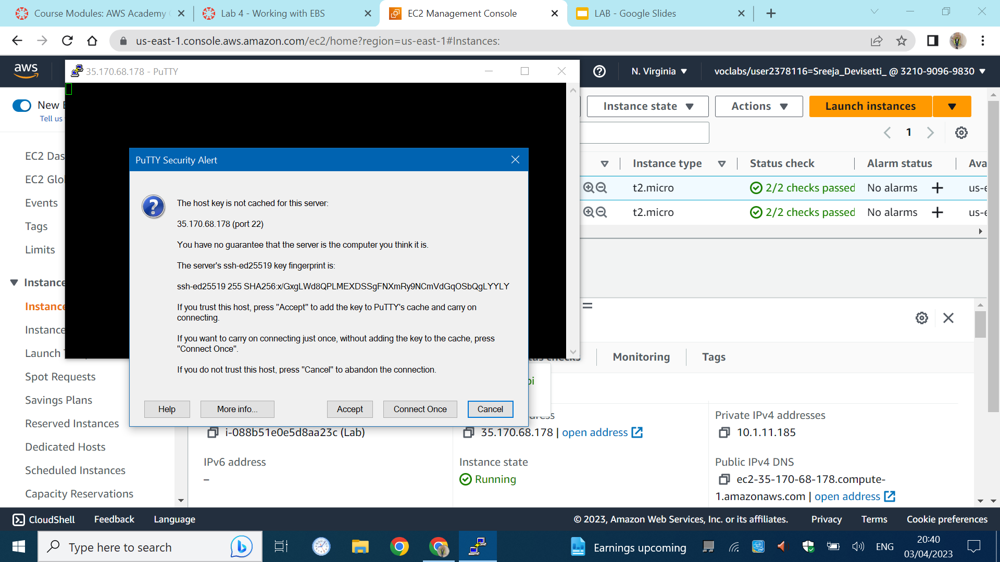 Course Modules: AWS Academy
Lab 4 - Working with EBS
EC2 Management Console
LAB - Google Slides
us-east-1.console.aws.amazon.com/ec2/home?region=us-east-1#Instances:
aws
35.170.68.178 - PuTTY
N. Virginia
voclabs/user2378116=Sreeja_Devisetti_ @ 3210-9096-9830
New
Tell us
Instance state
Actions
Launch instances
1
EC2 Das
EC2 Glo
Events
Tags
Limits
Instance
Instance
Instance
Launch
Spot Requests
Savings Plans
Reserved Instances
Dedicated Hosts
Scheduled Instances
Capacity Reservations
Instance type
Status check
Alarm status
Ava
t2.micro
2/2 checks passed
No alarms
us-e
t2.micro
2/2 checks passed
No alarms
us-e
PuTTY Security Alert
The host key is not cached for this server:
35.170.68.178 (port 22)
You have no guarantee that the server is the computer you think it is.
The server's ssh-ed25519 key fingerprint is:
ssh-ed25519 255 SHA256:x/GxgLWd8QPLMEXDSSgFNXmRy9NCmVdGqOSbQgLYYLY
If you trust this host, press "Accept" to add the key to PuTTY's cache and carry on
connecting.
If you want to carry on connecting just once, without adding the key to the cache, press
"Connect Once".
If you do not trust this host, press "Cancel" to abandon the connection.
Help
More info...
Accept
Connect Once
Cancel
Monitoring
Tags
i-088b51e0e5d8aa23c (Lab)
35.170.68.178 | open address
Private IPv4 addresses
10.1.11.185
IPv6 address
–
Instance state
Running
Public IPv4 DNS
ec2-35-170-68-178.compute-
1.amazonaws.com | open address
CloudShell
Feedback
Language
© 2023, Amazon Web Services, Inc. or its affiliates.
Privacy
Terms
Cookie preferences
Type here to search
Earnings upcoming
ENG
20:40
03/04/2023